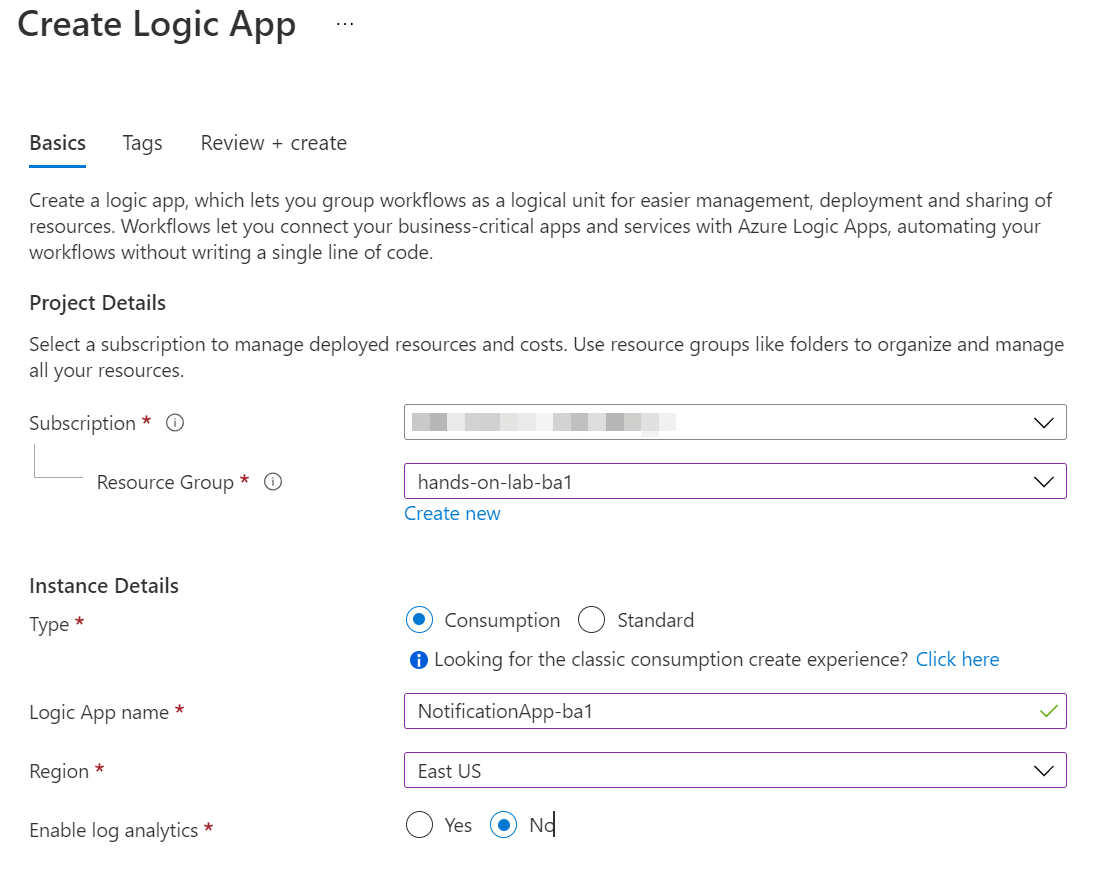 Create Logic App ...
Basics Tags Review + create
Create a logic app, which lets you group workflows as a logical unit for easier management, deployment and sharing of
resources. Workflows let you connect your business-critical apps and services with Azure Logic Apps, automating your
workflows without writing a single line of code.
Project Details
Select a subscription to manage deployed resources and costs. Use resource groups like folders to organize and manage
all your resources.
Subscription *
Resource Group * hands-on-lab-ba1
Create new
Instance Details
Type * Consumption Standard
Looking for the classic consumption create experience? Click here
Logic App name * NotificationApp-ba1
Region * East US
Enable log analytics * Yes No